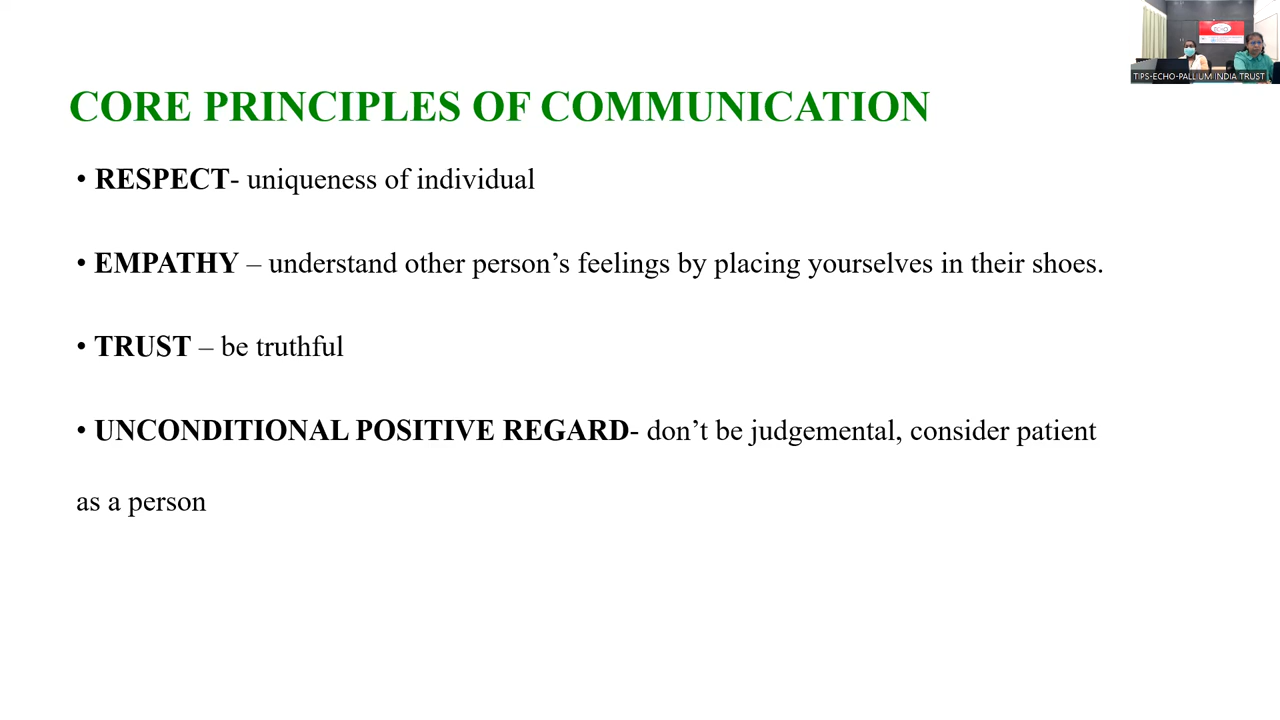 CORE PRINCIPLES OF COMMUNICATION
• RESPECT- uniqueness of individual
• EMPATHY – understand other person’s feelings by placing yourselves in their shoes.
• TRUST – be truthful
• UNCONDITIONAL POSITIVE REGARD- don’t be judgemental, consider patient
as a person
TIPS-ECHO-PALLIUM INDIA TRUST